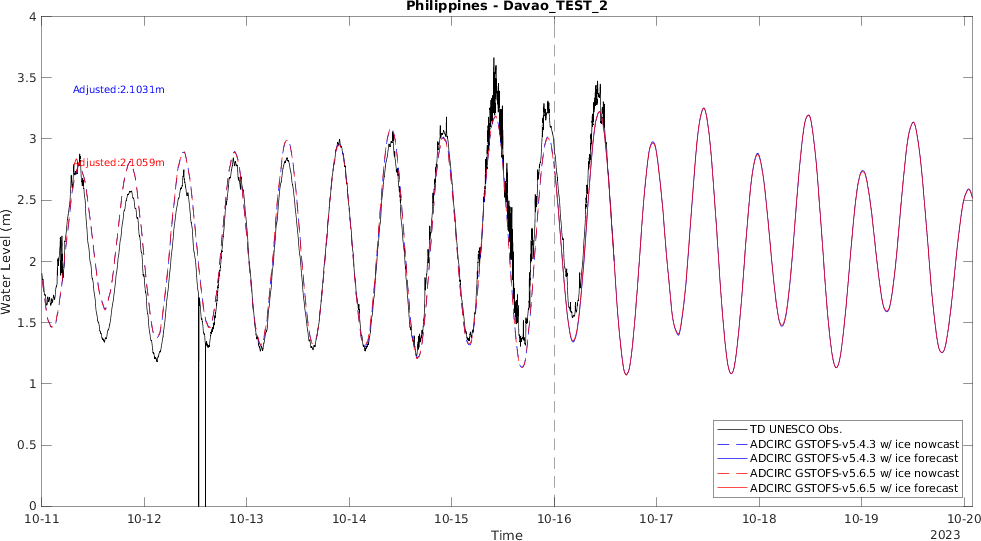 Philippines - Davao_TEST_2
4
3.5
3
2.5
2
1.5
1
0.5
0
Water Level (m)
Adjusted:2.1031m
Adjusted:2.1059m
TD UNESCO Obs.
ADCIRC GSTOFS-v5.4.3 w/ ice nowcast
ADCIRC GSTOFS-v5.4.3 w/ ice forecast
ADCIRC GSTOFS-v5.6.5 w/ ice nowcast
ADCIRC GSTOFS-v5.6.5 w/ ice forecast
10-11 10-12 10-13 10-14 10-15 10-16 10-17 10-18 10-19 10-20
Time
2023